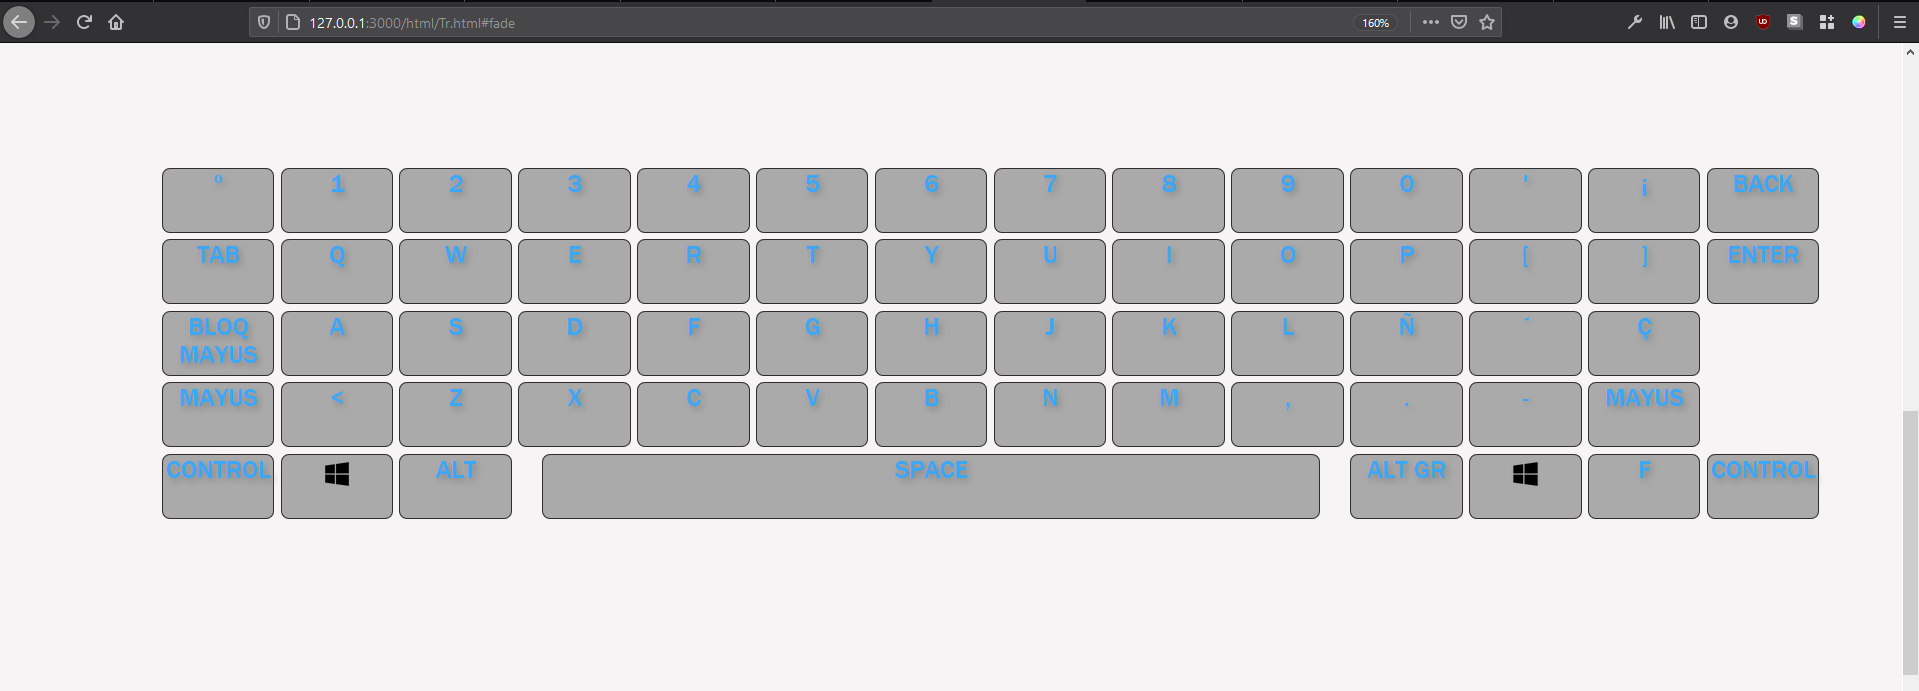 127.0.0.1:3000/html/Tr.html#fade 160%
º 1 2 3 4 5 6 7 8 9 0 ' ¡ BACK
TAB Q W E R T Y U I O P [ ] ENTER
BLOQ MAYUS A S D F G H J K L Ñ ´ Ç
MAYUS < Z X C V B N M , . - MAYUS
CONTROL ALT SPACE ALT GR F CONTROL